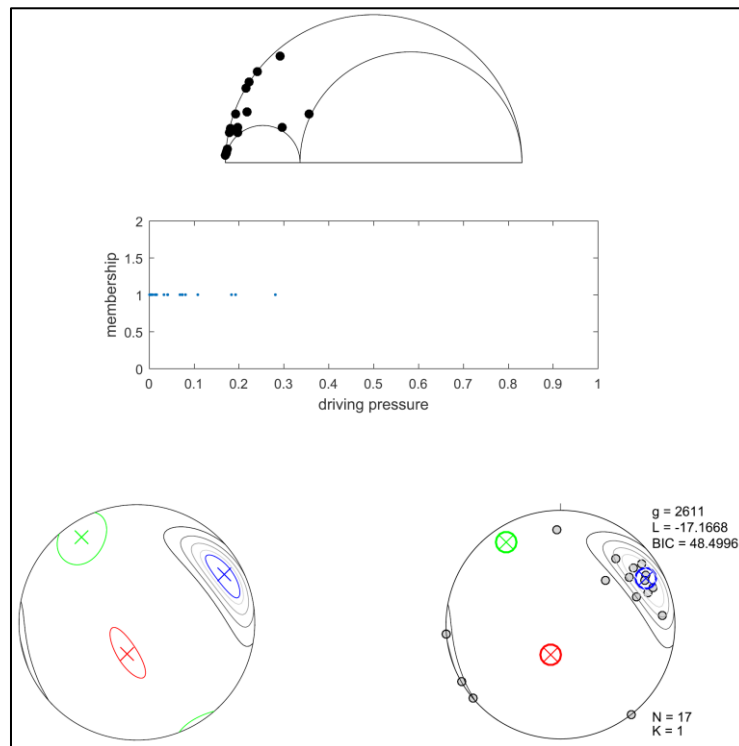 2
1.5
1
0.5
0
membership
0 0.1 0.2 0.3 0.4 0.5 0.6 0.7 0.8 0.9 1
driving pressure
g = 2611
L = -17.1668
BIC = 48.4996
N = 17
K = 1